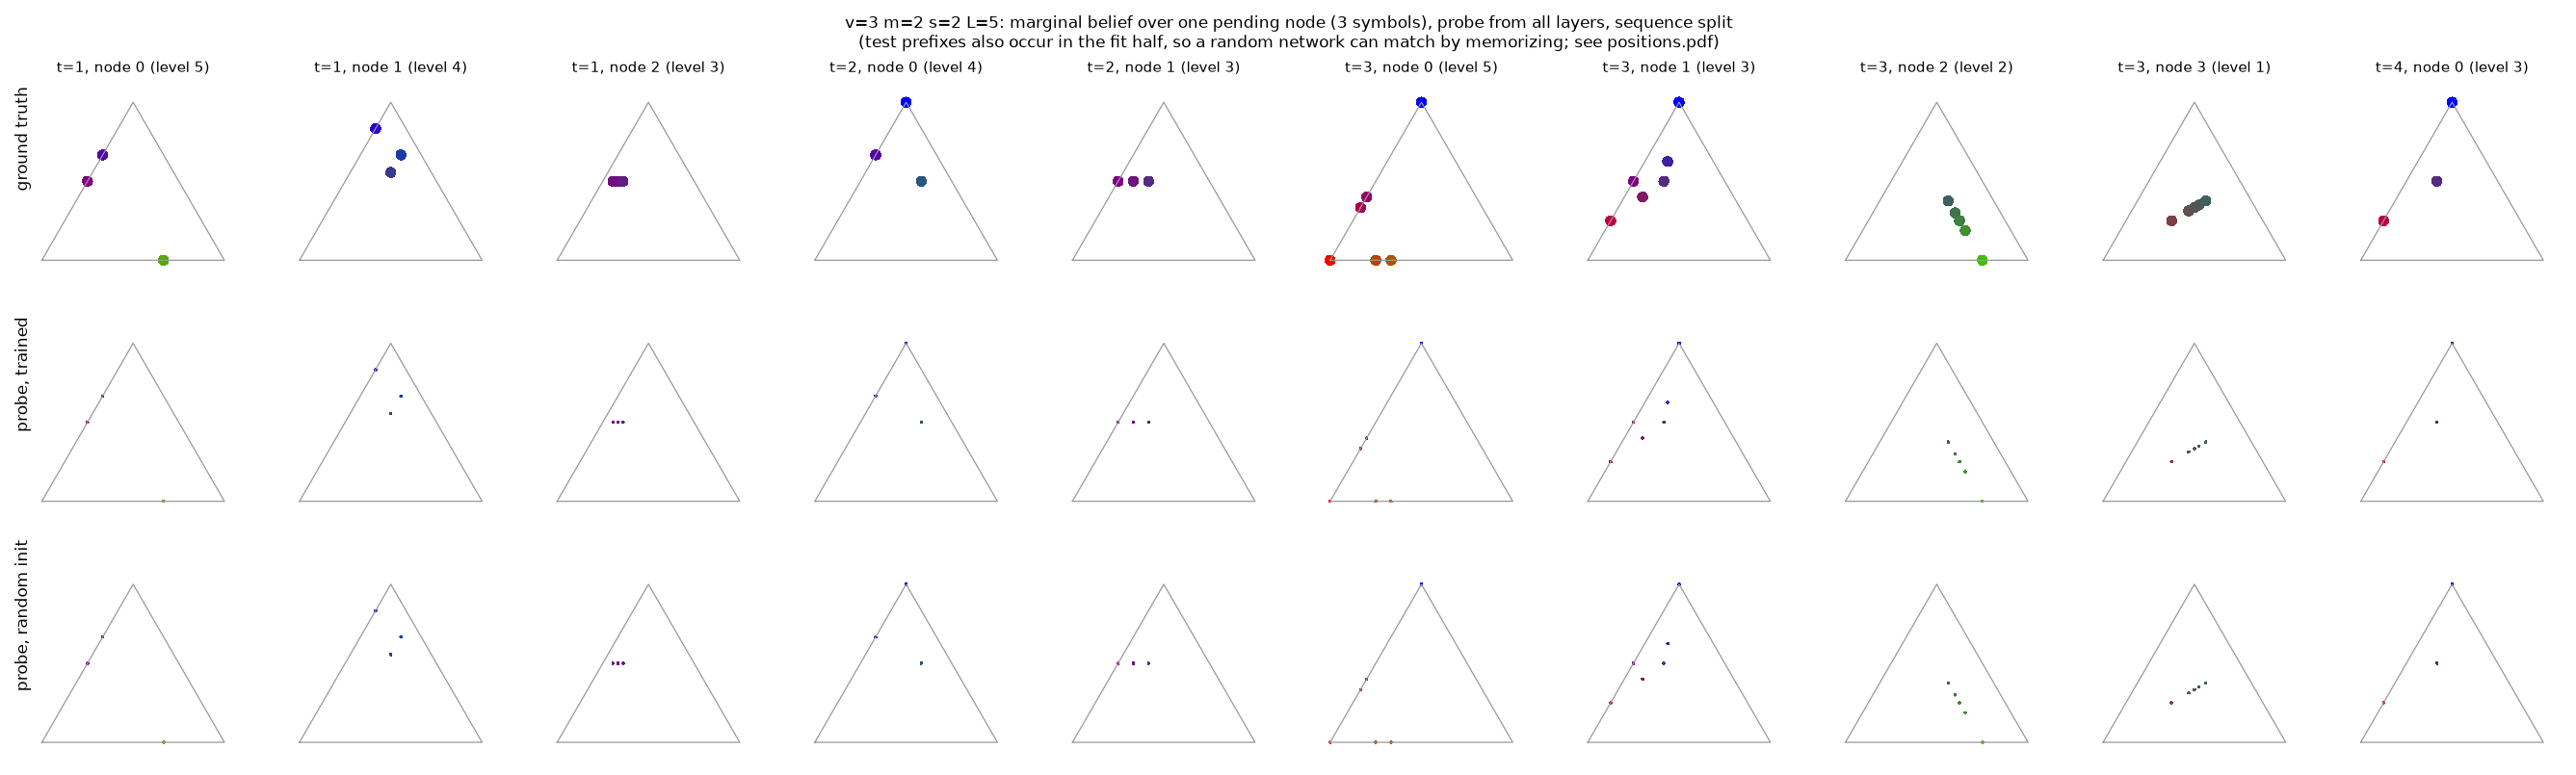 v=3 m=2 s=2 L=5: marginal belief over one pending node (3 symbols), probe from all layers, sequence split
(test prefixes also occur in the fit half, so a random network can match by memorizing; see positions.pdf)
t=1, node 0 (level 5)
t=1, node 1 (level 4)
t=1, node 2 (level 3)
t=2, node 0 (level 4)
t=2, node 1 (level 3)
t=3, node 0 (level 5)
t=3, node 1 (level 3)
t=3, node 2 (level 2)
t=3, node 3 (level 1)
t=4, node 0 (level 3)
ground truth
probe, trained
probe, random init